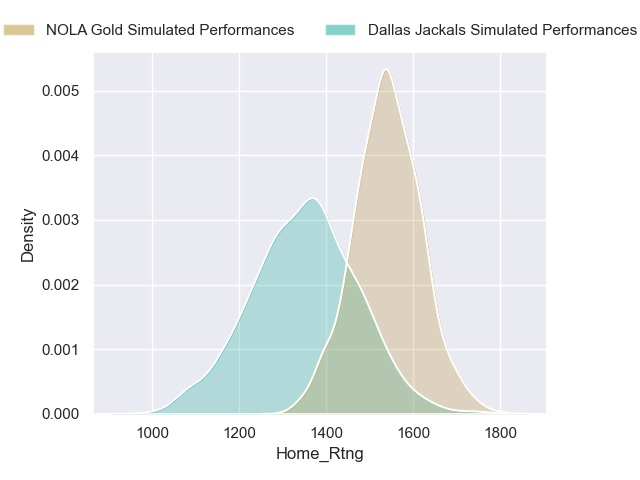 NOLA Gold Simulated Performances Dallas Jackals Simulated Performances
0.005
0.004
0.003
0.002
0.001
0.000
Density
1000 1200 1400 1600 1800
Home_Rtng